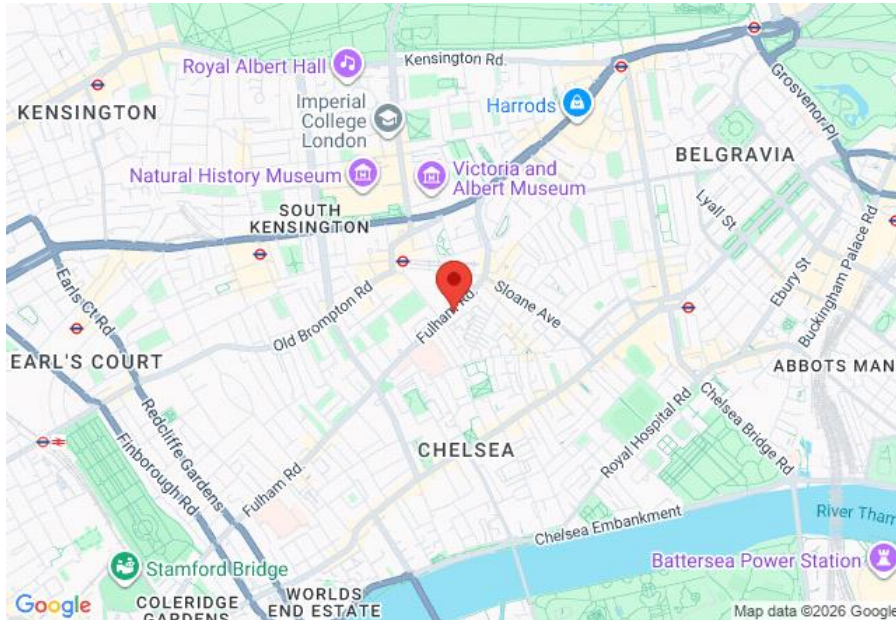 Kensington Rd.
Royal Albert Hall
Grosvenor Pl
KENSINGTON
Imperial
College
London
Harrods
BELGRAVIA
Natural History Museum
Victoria and
Albert Museum
SOUTH
KENSINGTON
Lyall St
Buckingham Palace Rd
Ebury St
Earls Ct Rd
Old Brompton Rd
Fulham Rd.
Sloane Ave
EARL'S COURT
ABBOTS MAN
Redcliffe Gardens
Finborough Rd
Chelsea Bridge Rd
Royal Hospital Rd
CHELSEA
Fulham Rd.
Chelsea Embankment
River Tham
Battersea Power Station
Stamford Bridge
WORLDS
END ESTATE
COLERIDGE
GARDENS
Google
Map data ©2026 Google